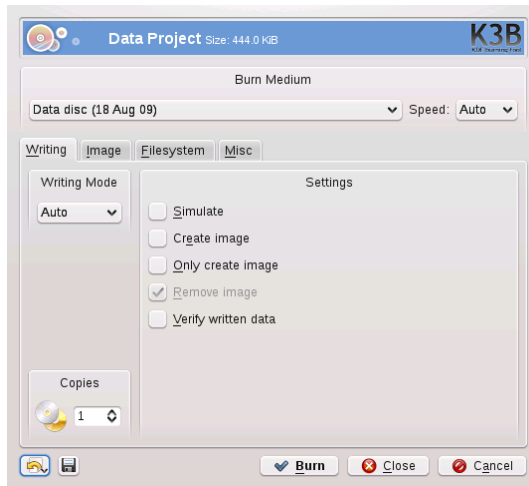 Data Project Size: 444.0 KiB
K3B
Burn Medium
Data disc (18 Aug 09) Speed: Auto
Writing Image Filesystem Misc
Writing Mode
Settings
Auto
Simulate
Create image
Only create image
Remove image
Verify written data
Copies
1
Burn Close Cancel